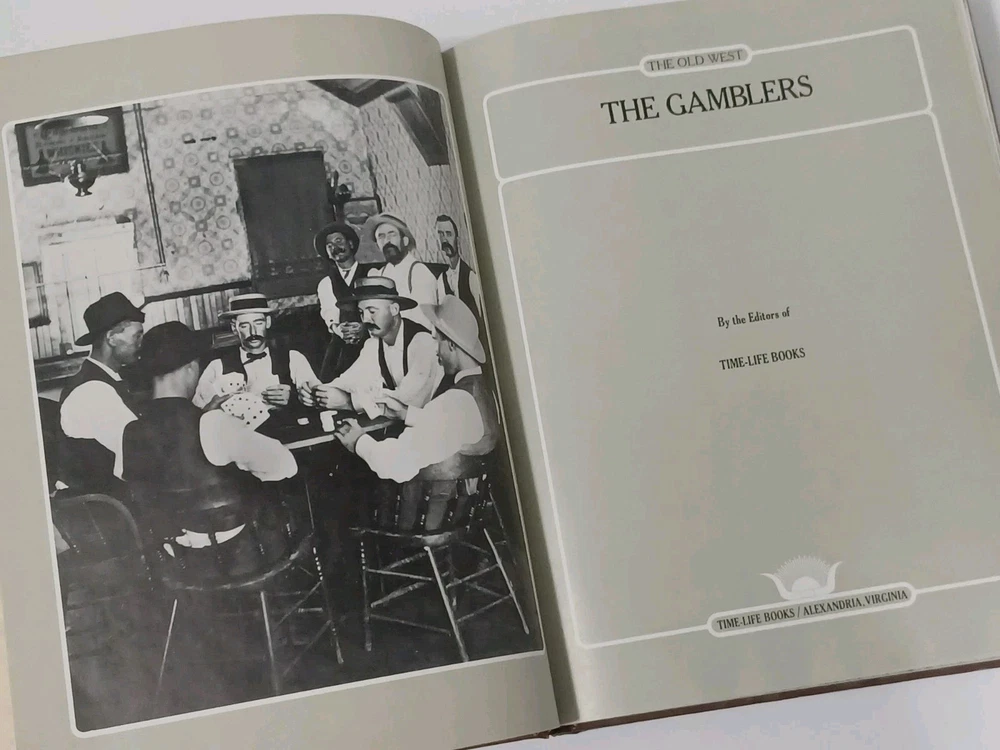 THE OLD WEST
THE GAMBLERS
By the Editors of
TIME-LIFE BOOKS
TIME-LIFE BOOKS / ALEXANDRIA, VIRGINIA